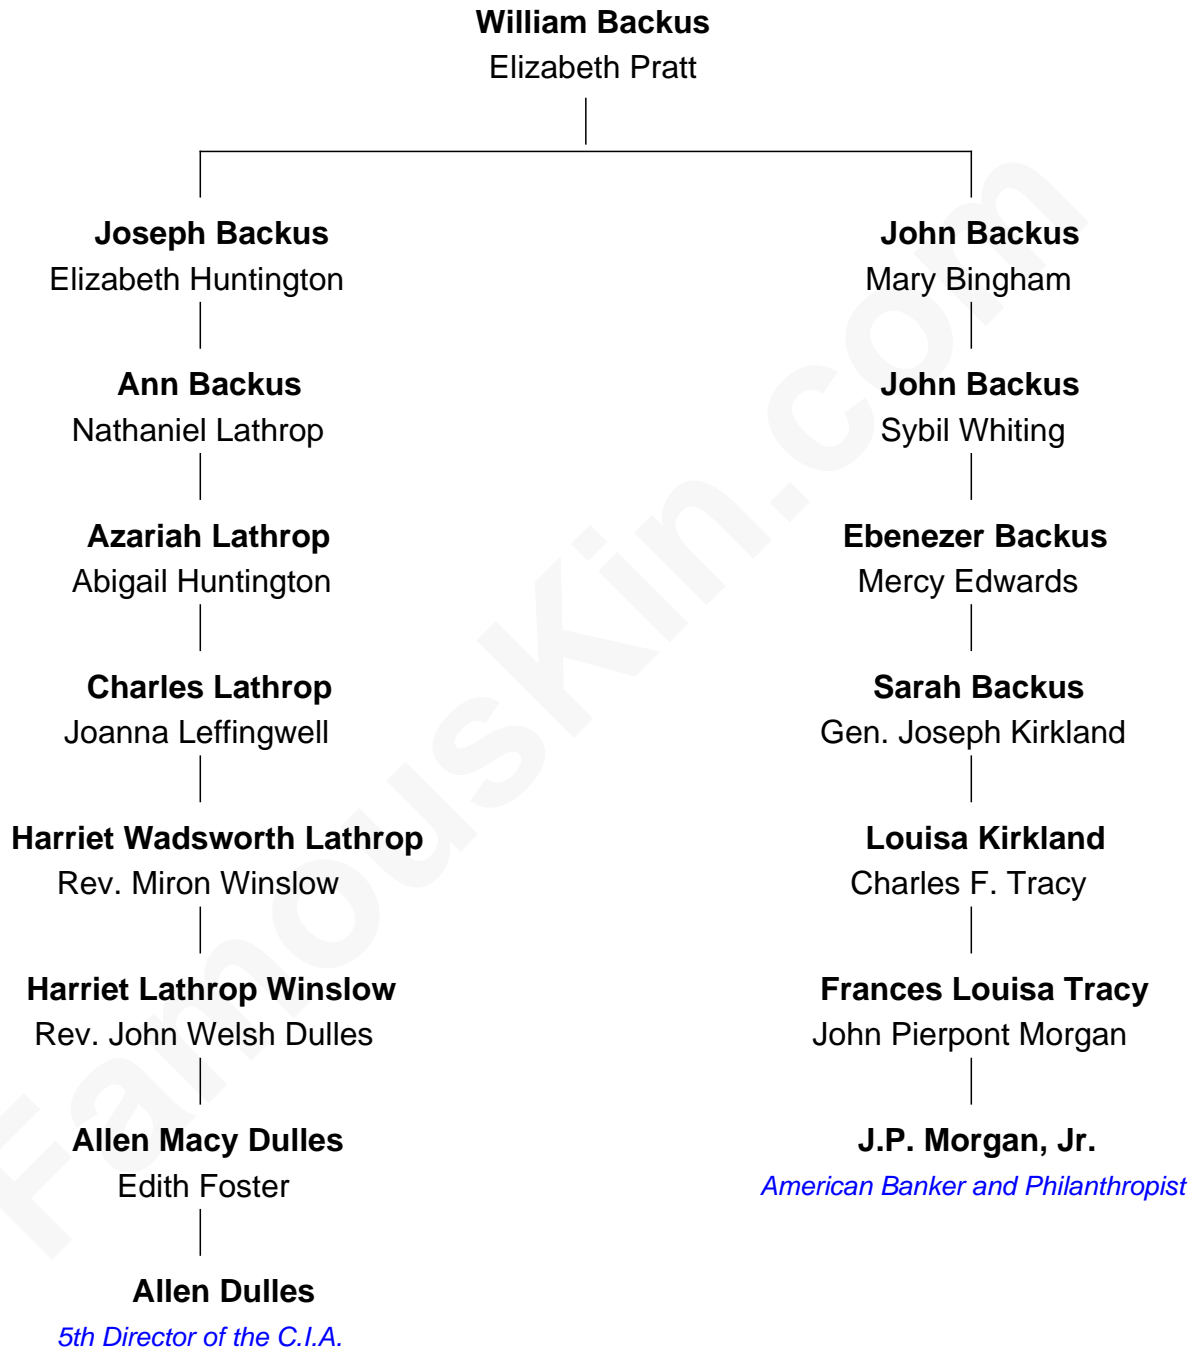 William Backus
Elizabeth Pratt
Joseph Backus
Elizabeth Huntington
John Backus
Mary Bingham
Ann Backus
Nathaniel Lathrop
John Backus
Sybil Whiting
Azariah Lathrop
Abigail Huntington
Ebenezer Backus
Mercy Edwards
Charles Lathrop
Joanna Leffingwell
Sarah Backus
Gen. Joseph Kirkland
Harriet Wadsworth Lathrop
Rev. Miron Winslow
Louisa Kirkland
Charles F. Tracy
Harriet Lathrop Winslow
Rev. John Welsh Dulles
Frances Louisa Tracy
John Pierpont Morgan
Allen Macy Dulles
Edith Foster
J.P. Morgan, Jr.
American Banker and Philanthropist
Allen Dulles
5th Director of the C.I.A.
FamousKin.com